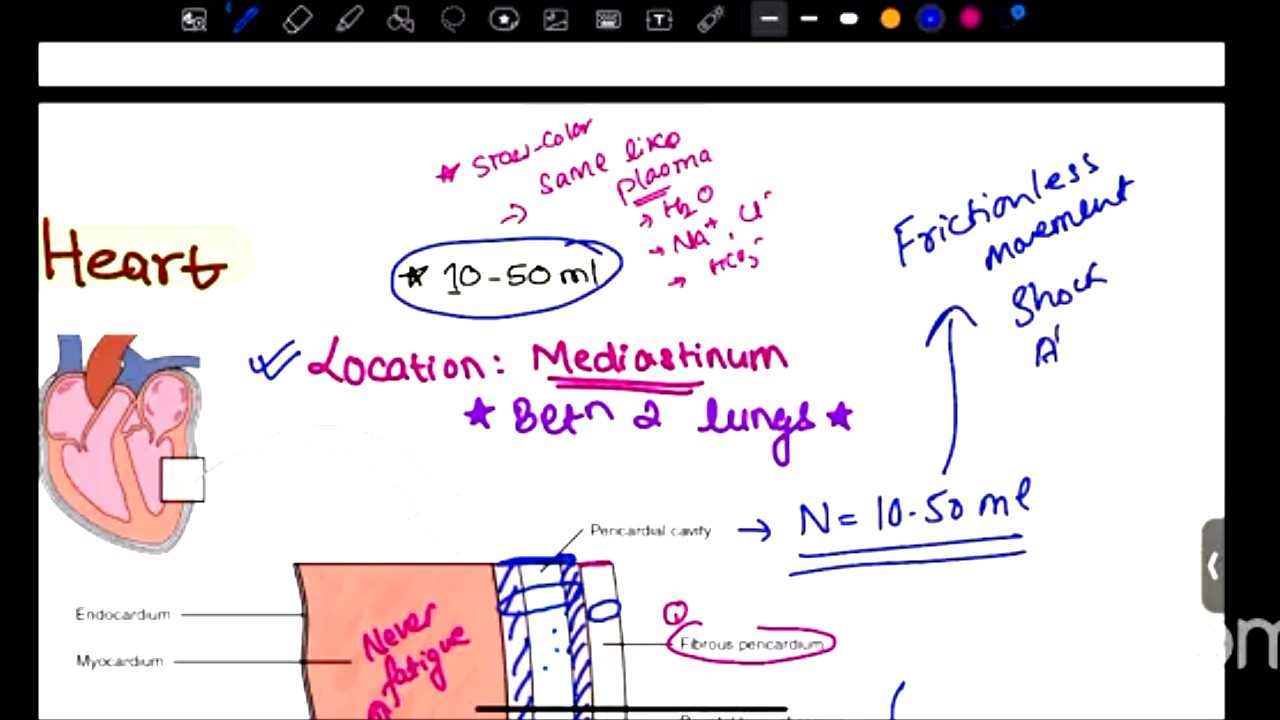 ★ Straw-color
→ Same like
Plasma
→ H₂O
→ Na⁺, Cl⁻
→ HCO₃⁻
Frictionless
movement
Shock
A
Heart
★ 10-50 ml
Location: Mediastinum
★ Betn 2 lungs ★
Pericardial cavity → N = 10-50 ml
Endocardium
Myocardium
Never
fatigue
Fibrous pericardium